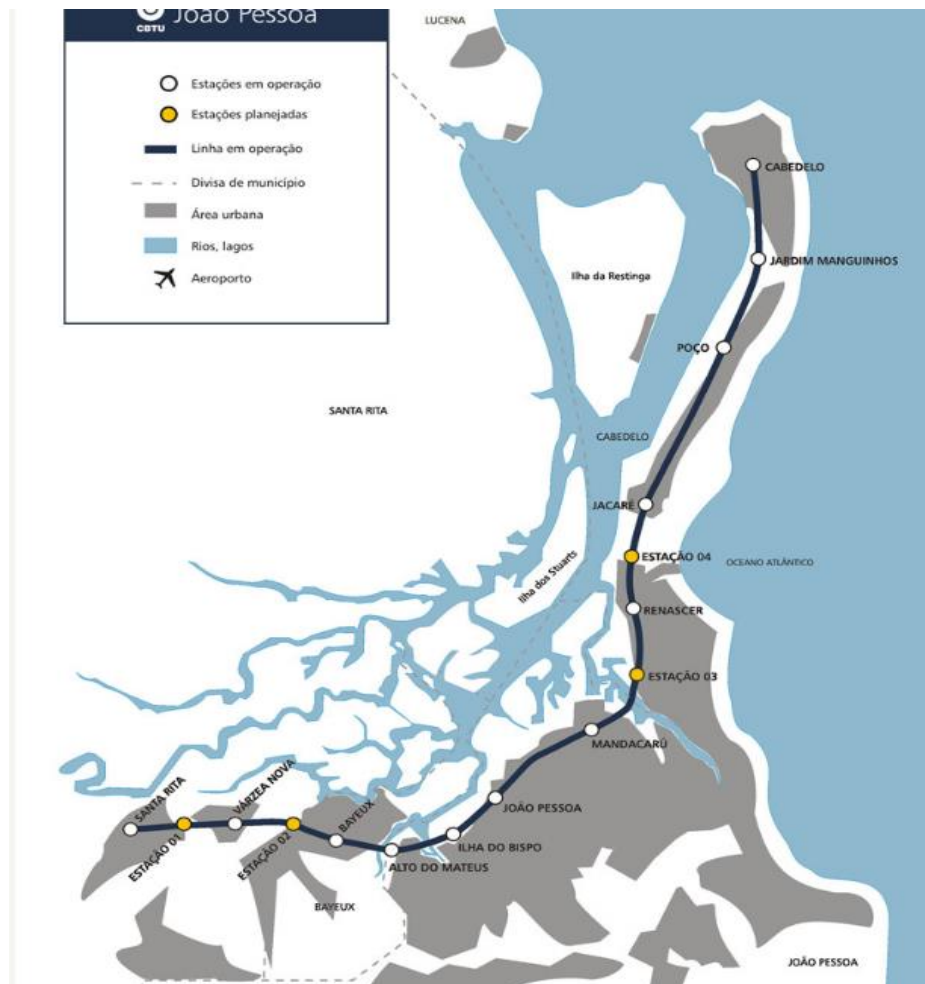 CBTU
João Pessoa
Estações em operação
Estações planejadas
Linha em operação
Divisa de município
Área urbana
Rios, lagos
Aeroporto
LUCENA
CABEDELO
JARDIM MANGUINHOS
Ilha da Restinga
POÇO
SANTA RITA
CABEDELO
JACARÉ
ESTAÇÃO 04
OCEANO ATLÂNTICO
Ilha dos Stuarts
RENASCER
ESTAÇÃO 03
MANDACARÚ
SANTA RITA
VÁRZEA NOVA
BAYEUX
JOÃO PESSOA
ESTAÇÃO 01
ESTAÇÃO 02
ILHA DO BISPO
ALTO DO MATEUS
BAYEUX
JOÃO PESSOA